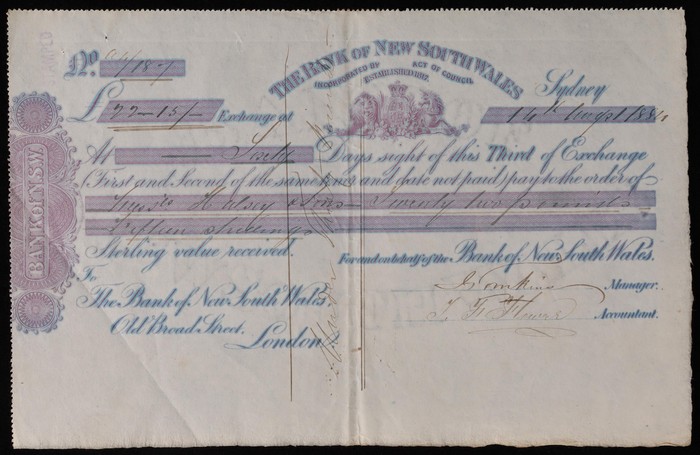 No. 187
THE BANK OF NEW SOUTH WALES
INCORPORATED BY ACT OF COUNCIL
ESTABLISHED 1817
Sydney
£ 22-15/- Exchange at
14th August 188
At Sixty Days sight of this Third of Exchange
(First and Second of the same tenor and date not paid) pay to the order of
Halsey & Sons Twenty two pounds
fifteen shillings
Sterling value received. For and on behalf of the Bank of New South Wales.
To
Manager.
The Bank of New South Wales
Accountant.
Old Broad Street,
London
BANK OF N.S.W.